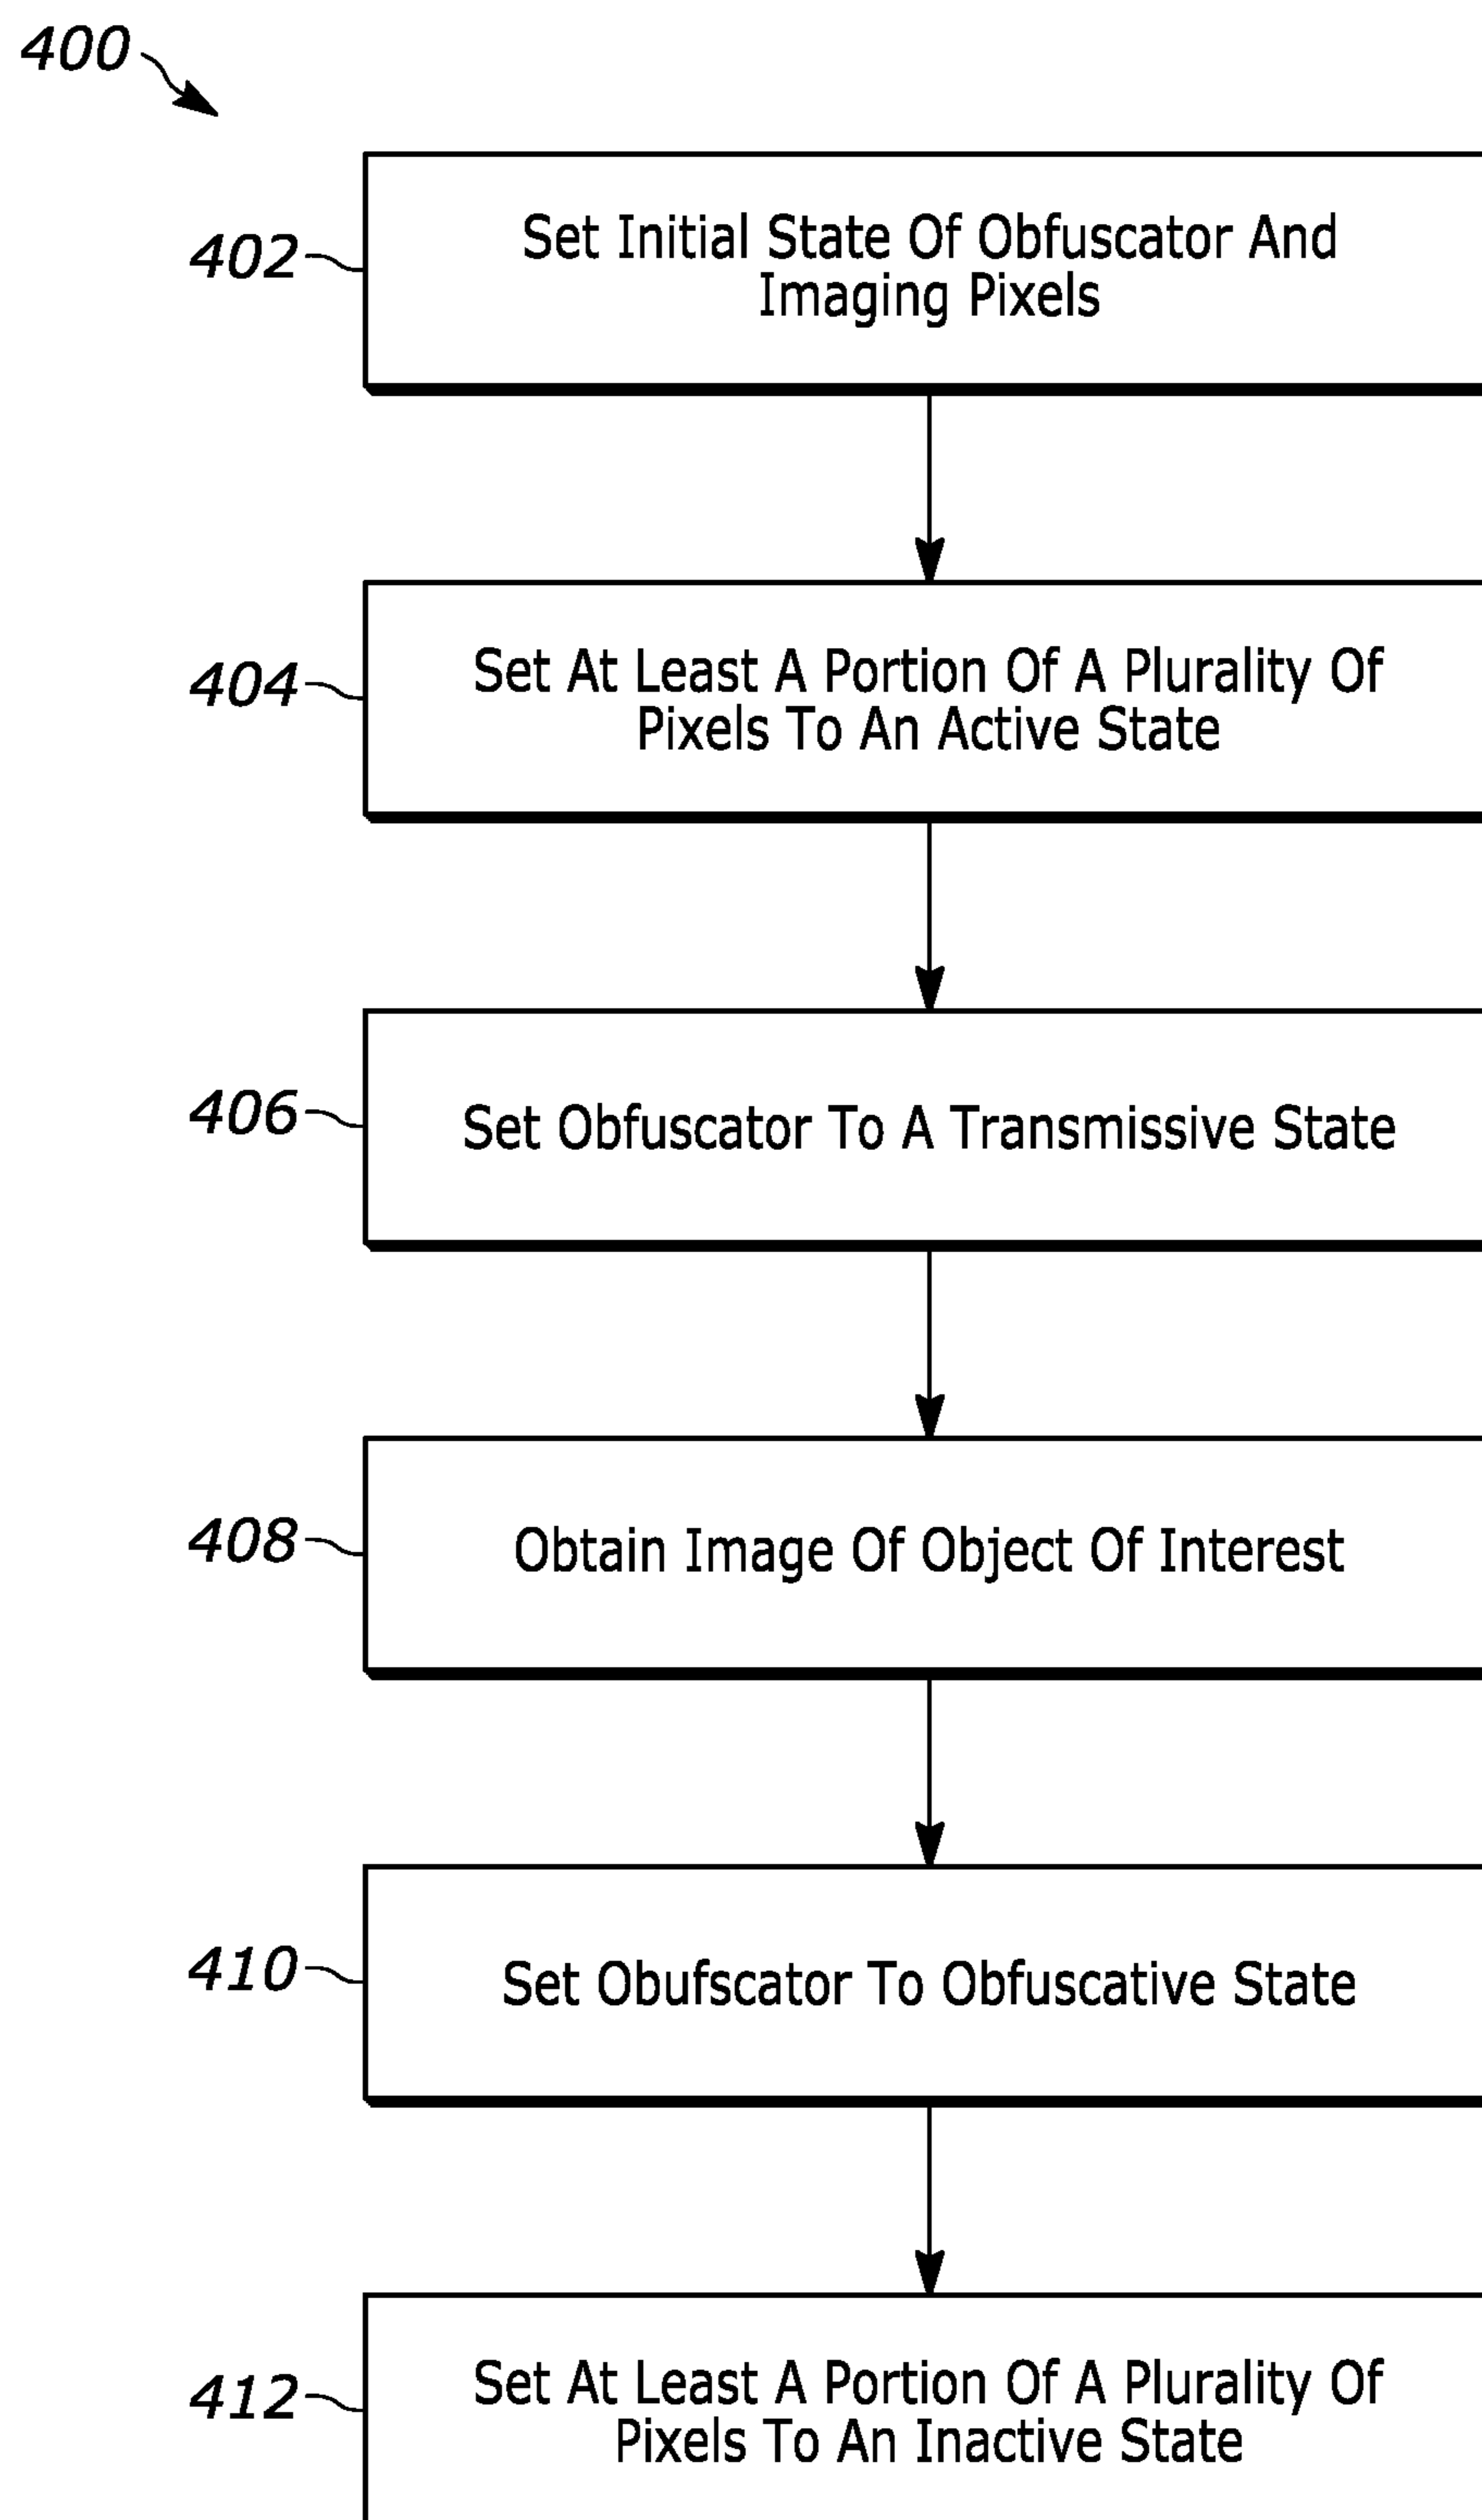 400
402
Set Initial State Of Obfuscator And
Imaging Pixels
404
Set At Least A Portion Of A Plurality Of
Pixels To An Active State
406
Set Obfuscator To A Transmissive State
408
Obtain Image Of Object Of Interest
410
Set Obufscator To Obfuscative State
412
Set At Least A Portion Of A Plurality Of
Pixels To An Inactive State